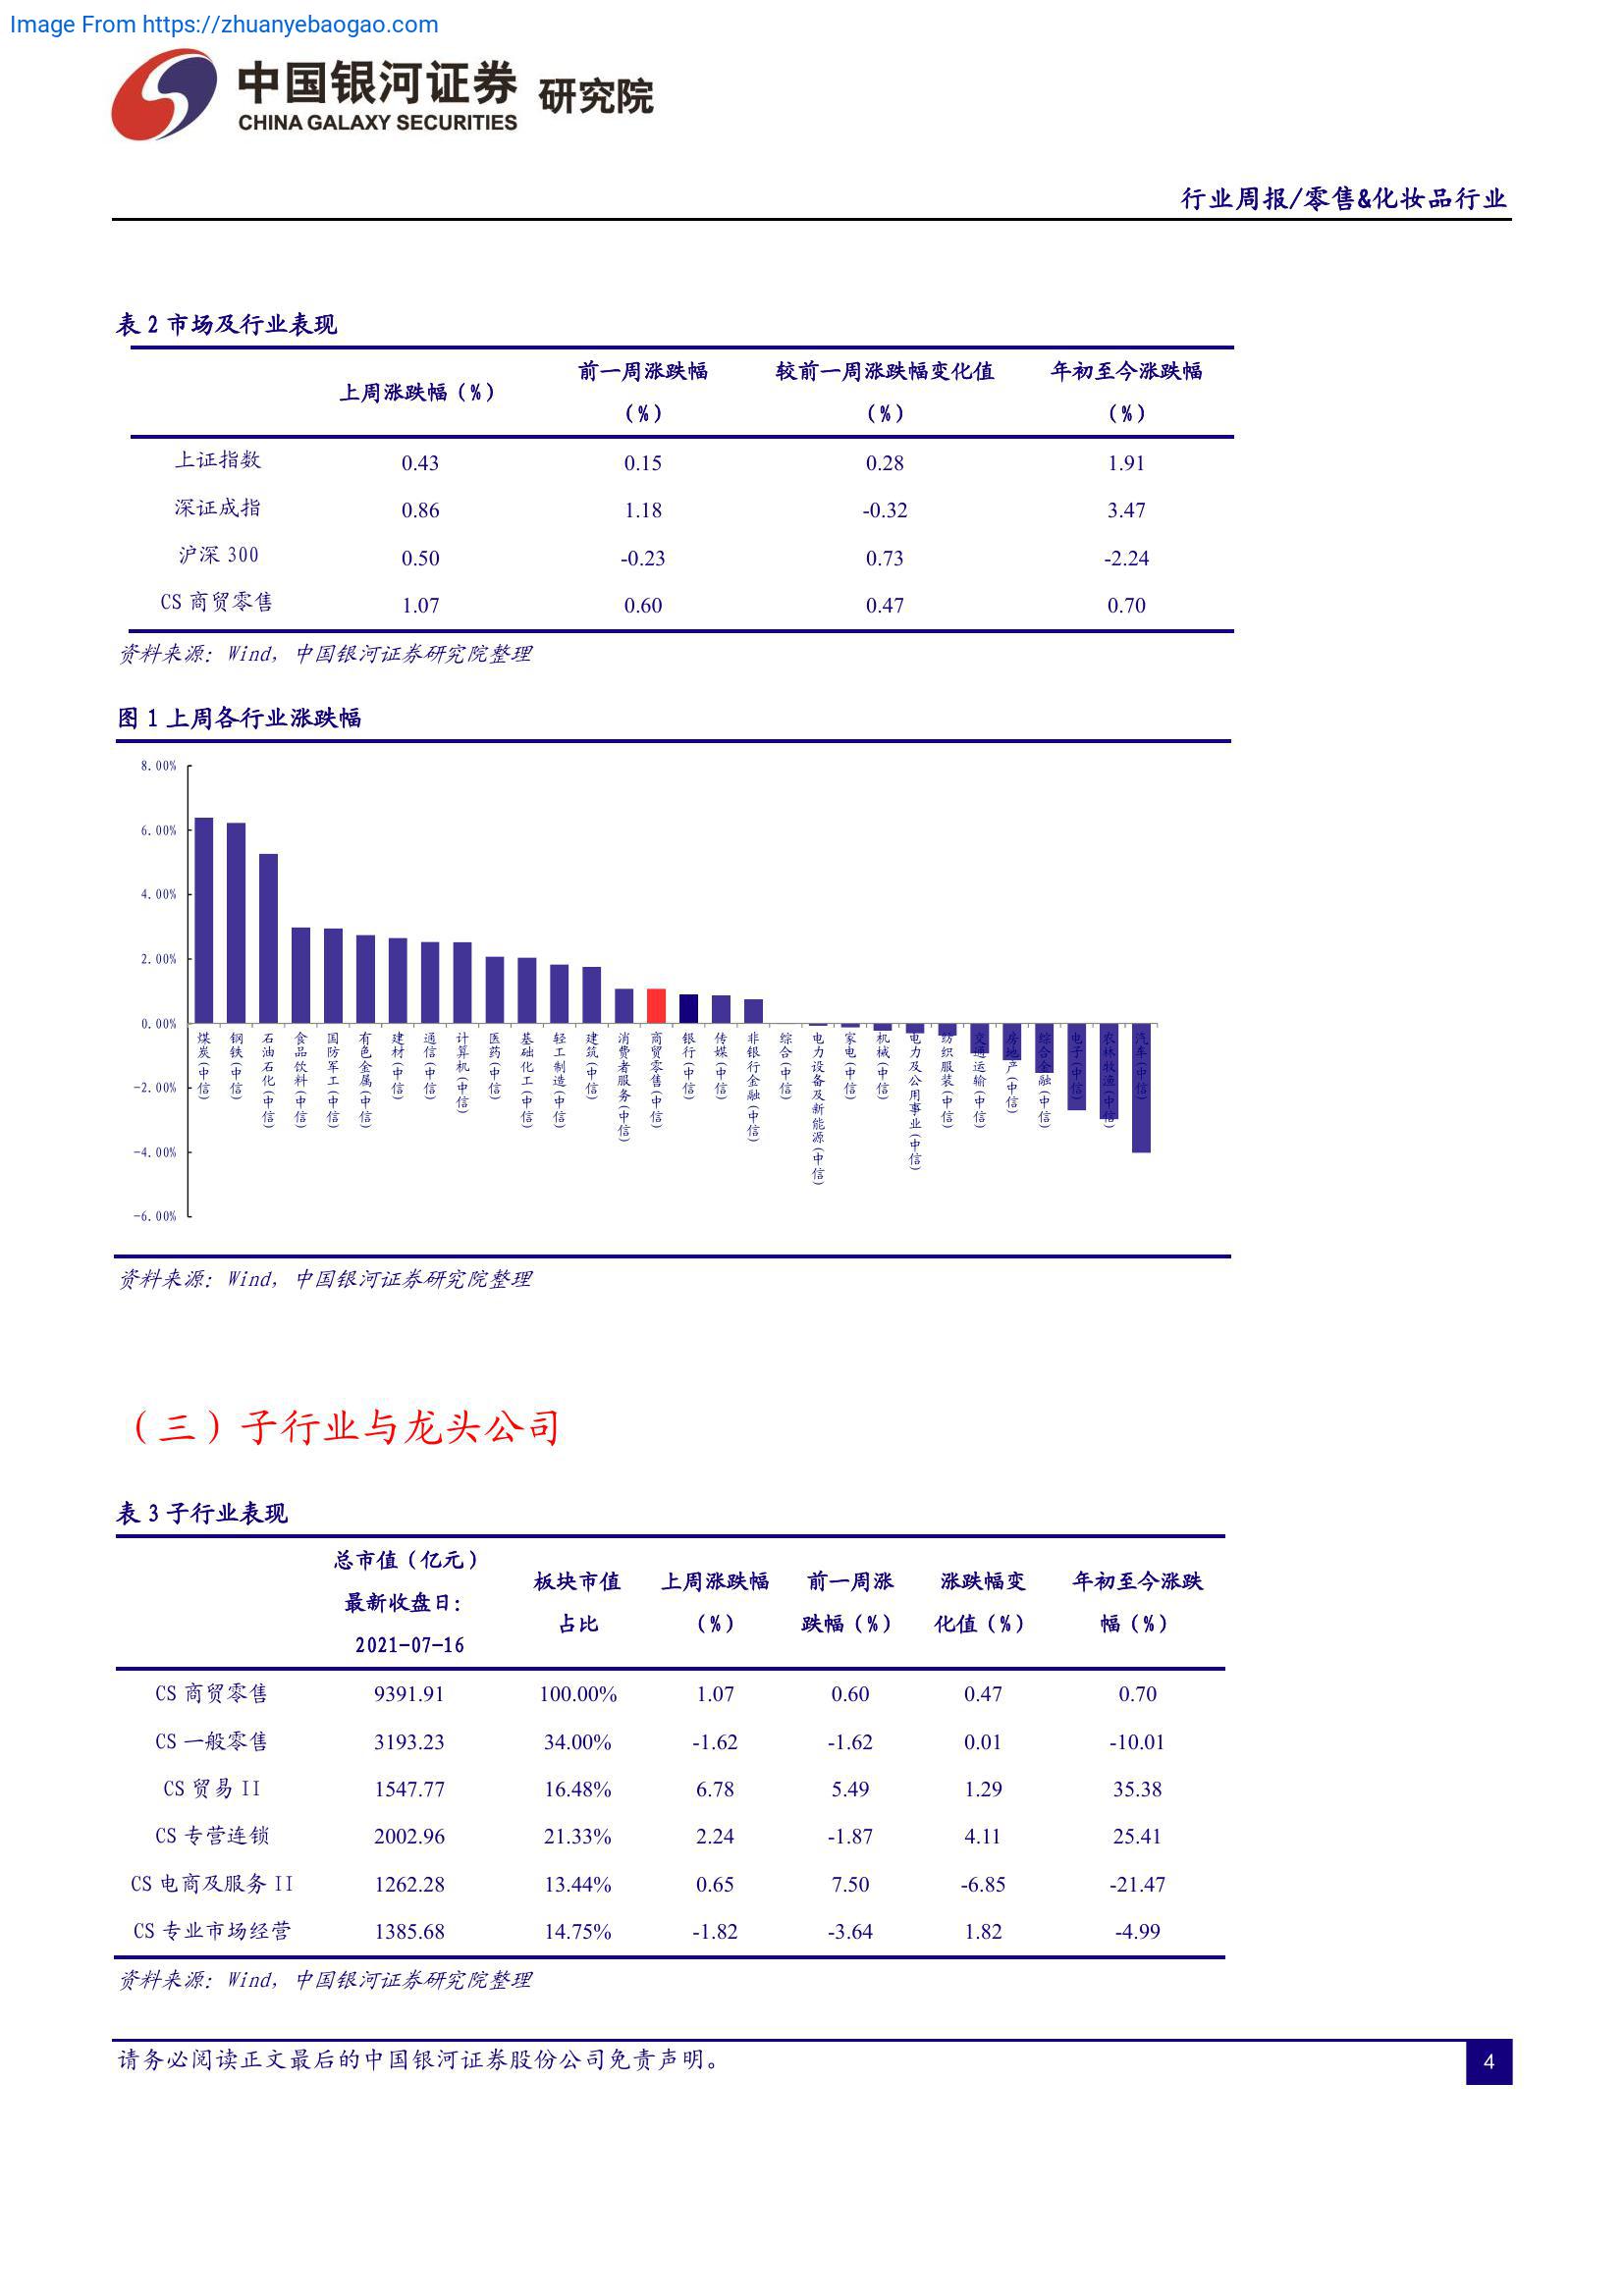 Image From https://zhuanyebaogao.com
中国银河证券 研究院
CHINA GALAXY SECURITIES
行业周报/零售&化妆品行业
表 2 市场及行业表现
上周涨跌幅（%） 前一周涨跌幅（%） 较前一周涨跌幅变化值（%） 年初至今涨跌幅（%）
上证指数 0.43 0.15 0.28 1.91
深证成指 0.86 1.18 -0.32 3.47
沪深 300 0.50 -0.23 0.73 -2.24
CS 商贸零售 1.07 0.60 0.47 0.70
资料来源：Wind，中国银河证券研究院整理
图 1 上周各行业涨跌幅
8.00%
6.00%
4.00%
2.00%
0.00%
-2.00%
-4.00%
-6.00%
煤炭(中信)
钢铁(中信)
石油石化(中信)
食品饮料(中信)
国防军工(中信)
有色金属(中信)
建材(中信)
通信(中信)
计算机(中信)
医药(中信)
基础化工(中信)
轻工制造(中信)
建筑(中信)
消费者服务(中信)
商贸零售(中信)
银行(中信)
传媒(中信)
非银行金融(中信)
综合(中信)
电力设备及新能源(中信)
家电(中信)
机械(中信)
电力及公用事业(中信)
纺织服装(中信)
交通运输(中信)
房地产(中信)
综合金融(中信)
电子(中信)
农林牧渔(中信)
汽车(中信)
资料来源：Wind，中国银河证券研究院整理
（三）子行业与龙头公司
表 3 子行业表现
总市值（亿元）最新收盘日：2021-07-16 板块市值占比 上周涨跌幅（%） 前一周涨跌幅（%） 涨跌幅变化值（%） 年初至今涨跌幅（%）
CS 商贸零售 9391.91 100.00% 1.07 0.60 0.47 0.70
CS 一般零售 3193.23 34.00% -1.62 -1.62 0.01 -10.01
CS 贸易 II 1547.77 16.48% 6.78 5.49 1.29 35.38
CS 专营连锁 2002.96 21.33% 2.24 -1.87 4.11 25.41
CS 电商及服务 II 1262.28 13.44% 0.65 7.50 -6.85 -21.47
CS 专业市场经营 1385.68 14.75% -1.82 -3.64 1.82 -4.99
资料来源：Wind，中国银河证券研究院整理
请务必阅读正文最后的中国银河证券股份公司免责声明。
4